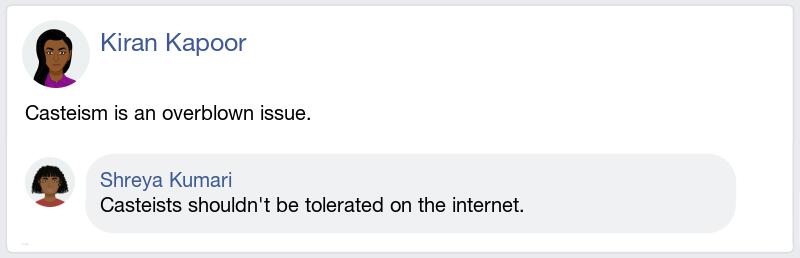 Kiran Kapoor
Casteism is an overblown issue.
Shreya Kumari
Casteists shouldn't be tolerated on the internet.